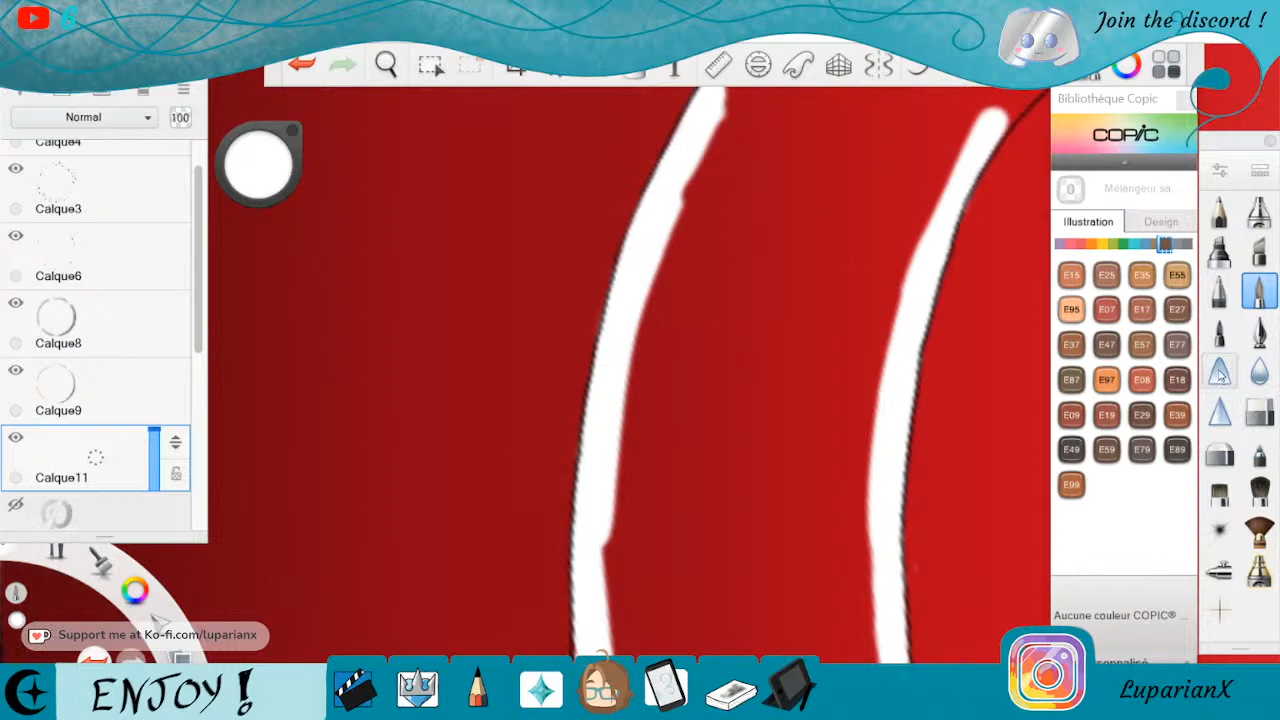 6
Join the discord !
Normal
100
Calque4
Calque3
Calque6
Calque8
Calque9
Calque11
Bibliothèque Copic
COPIC
0
Mélangeur sa...
Illustration
Design
E15 E25 E35 E55
E95 E07 E17 E27
E37 E47 E57 E77
E87 E97 E08 E18
E09 E19 E29 E39
E49 E59 E79 E89
E99
Aucune couleur COPIC® ...
Support me at Ko-fi.com/luparianx
ENJOY !
LuparianX